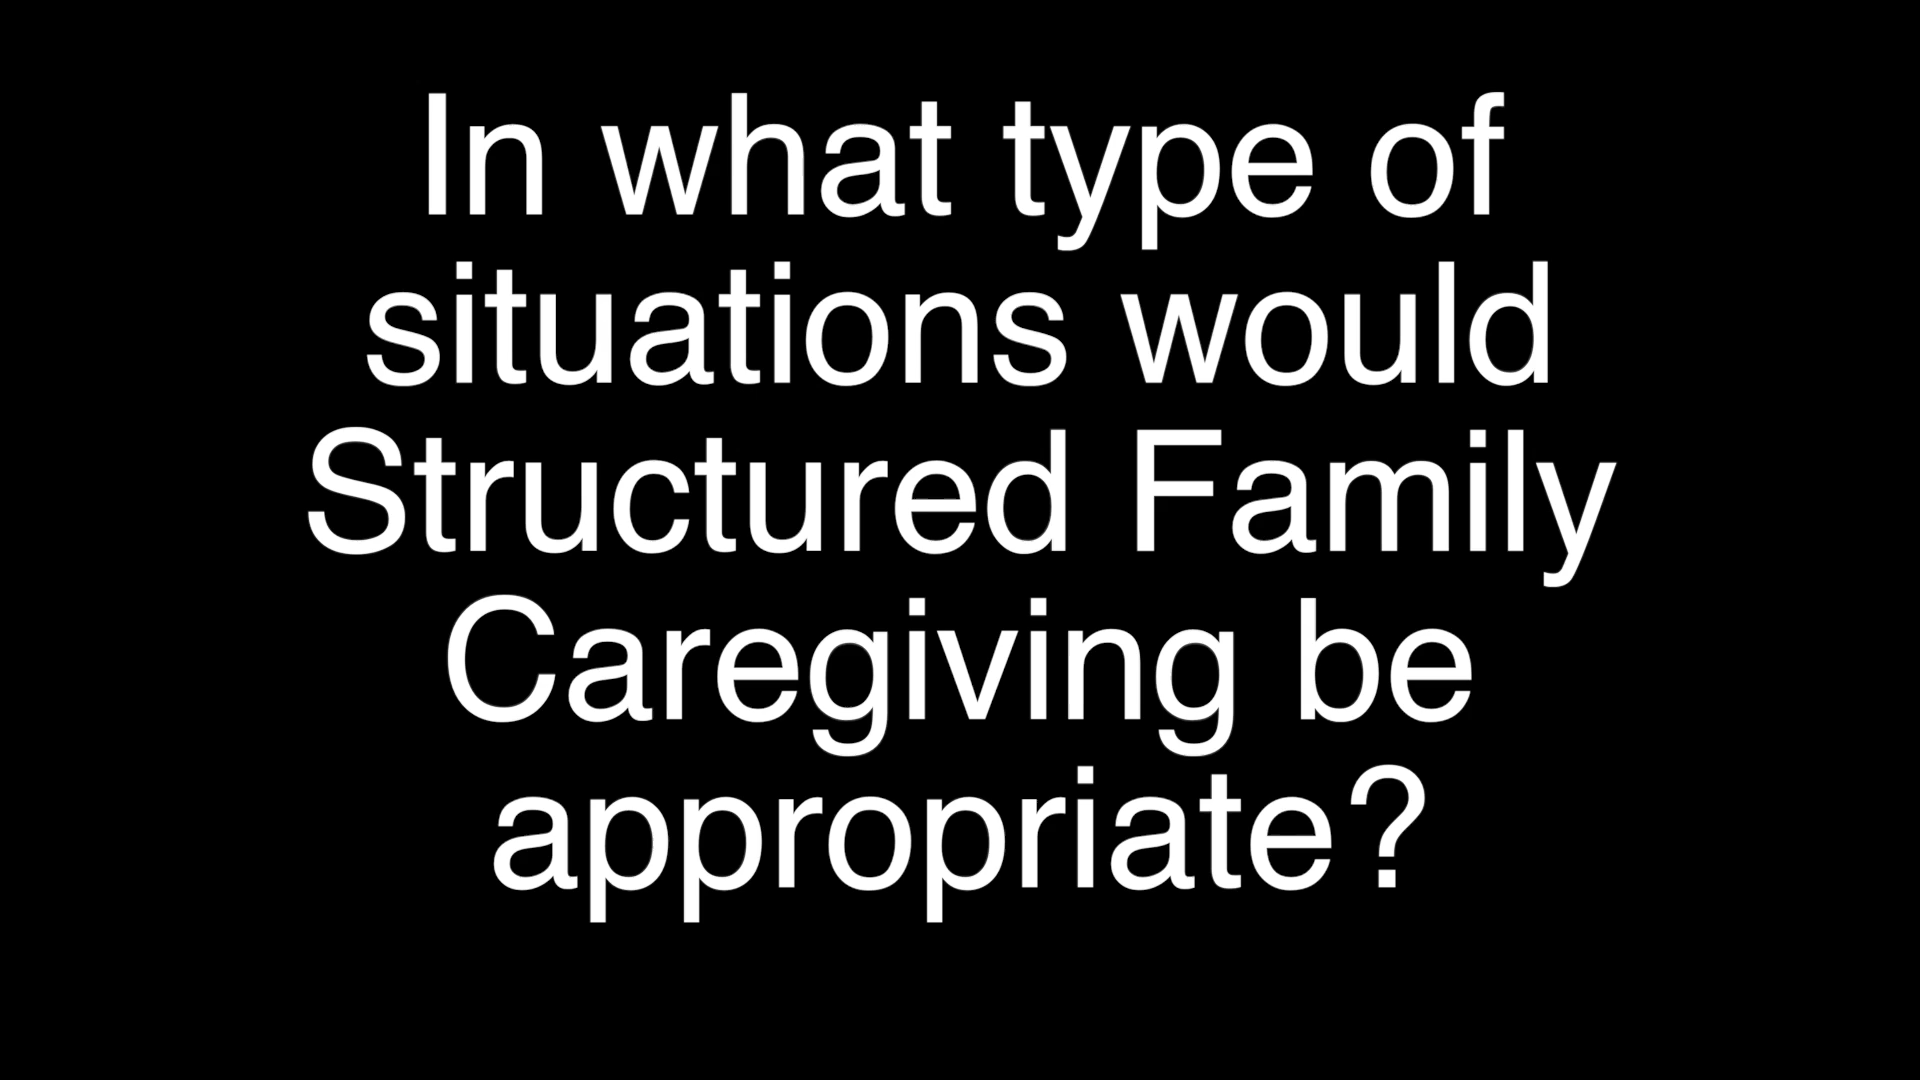 In what type of
situations would
Structured Family
Caregiving be
appropriate?